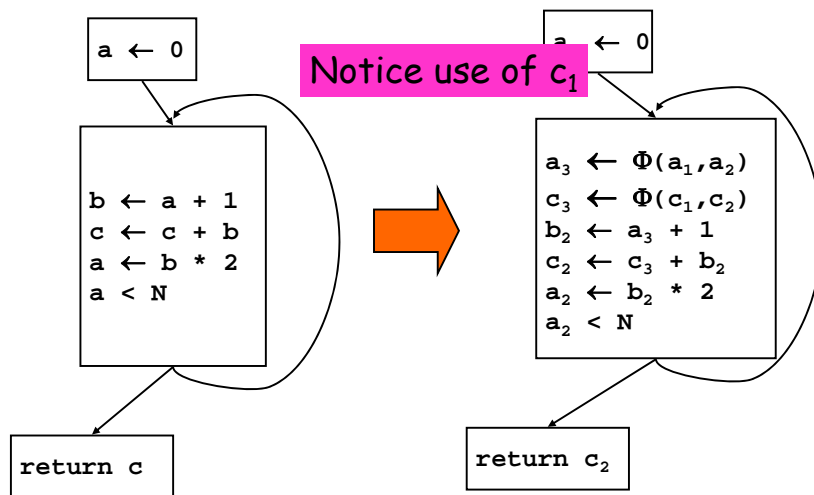 a ← 0
b ← a + 1
c ← c + b
a ← b * 2
a < N
return c
Notice use of c₁
← 0
a₃ ← Φ(a₁,a₂)
c₃ ← Φ(c₁,c₂)
b₂ ← a₃ + 1
c₂ ← c₃ + b₂
a₂ ← b₂ * 2
a₂ < N
return c₂